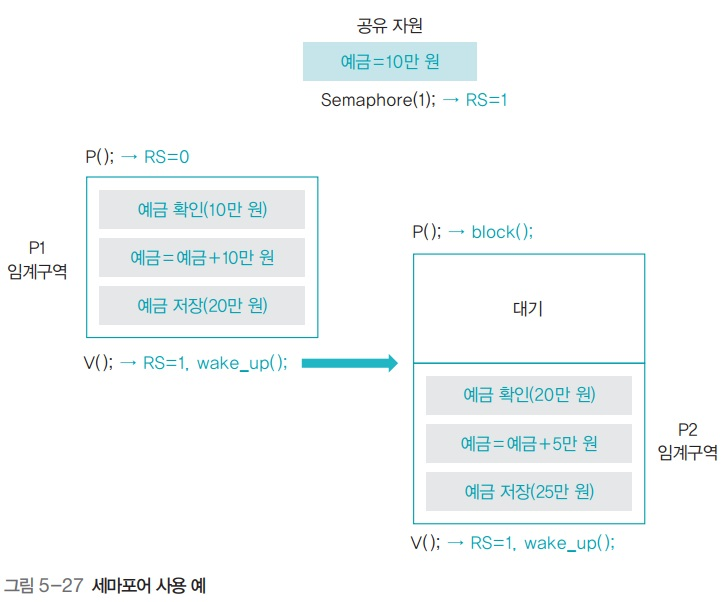 공유 자원
예금=10만 원
Semaphore(1); → RS=1
P(); → RS=0
예금 확인(10만 원)
예금=예금+10만 원
예금 저장(20만 원)
P1
임계구역
V(); → RS=1, wake_up();
P(); → block();
대기
예금 확인(20만 원)
예금=예금+5만 원
예금 저장(25만 원)
P2
임계구역
V(); → RS=1, wake_up();
그림 5-27 세마포어 사용 예